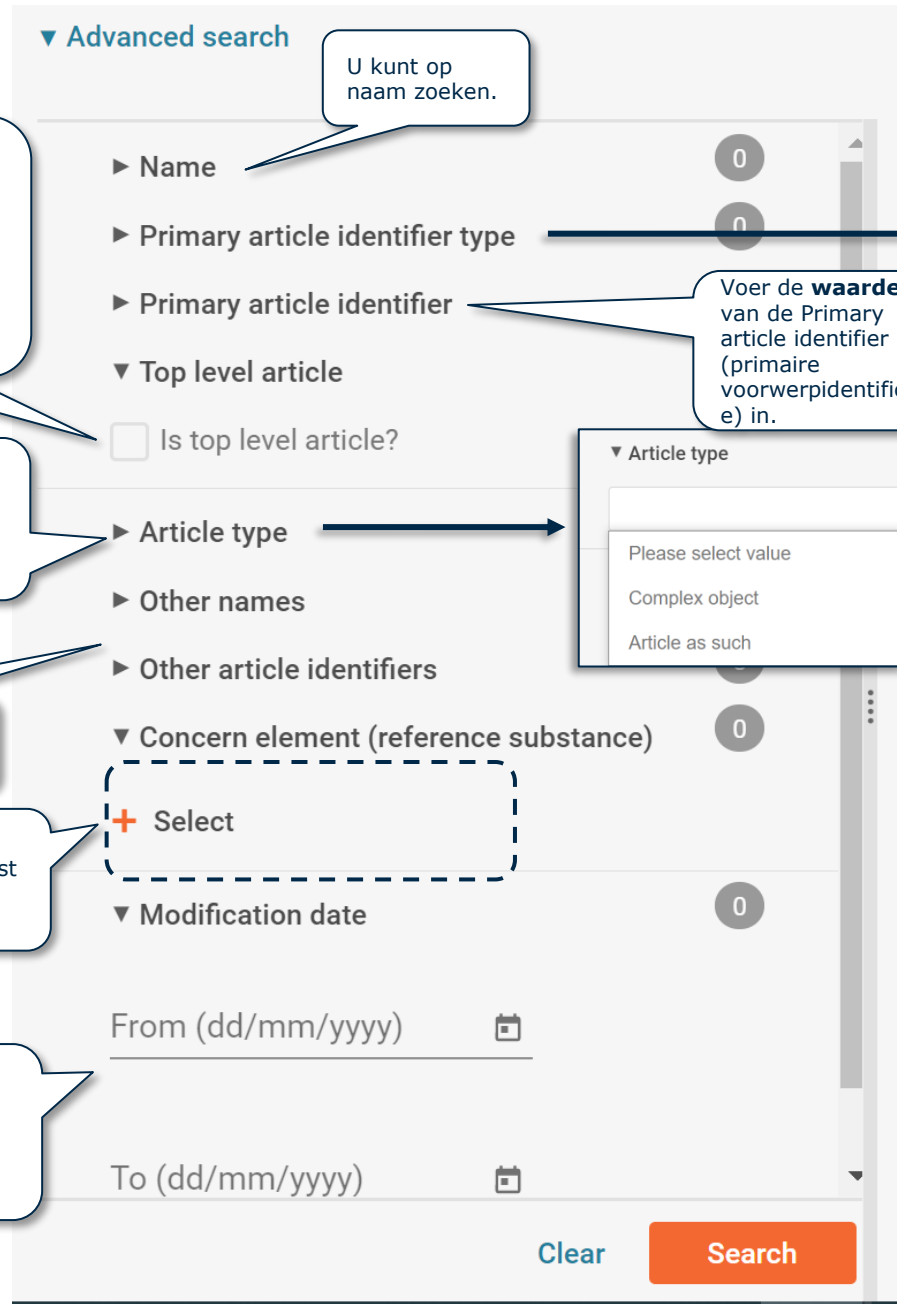 ▼ Advanced search
U kunt op
naam zoeken.
► Name
0
► Primary article identifier type
0
► Primary article identifier
Voer de waarde
van de Primary
article identifier
(primaire
voorwerpidentific
e) in.
▼ Top level article
Is top level article?
► Article type
▼ Article type
Please select value
Complex object
Article as such
► Other names
► Other article identifiers
▼ Concern element (reference substance)
0
+ Select
st
▼ Modification date
0
From (dd/mm/yyyy)
To (dd/mm/yyyy)
Clear
Search